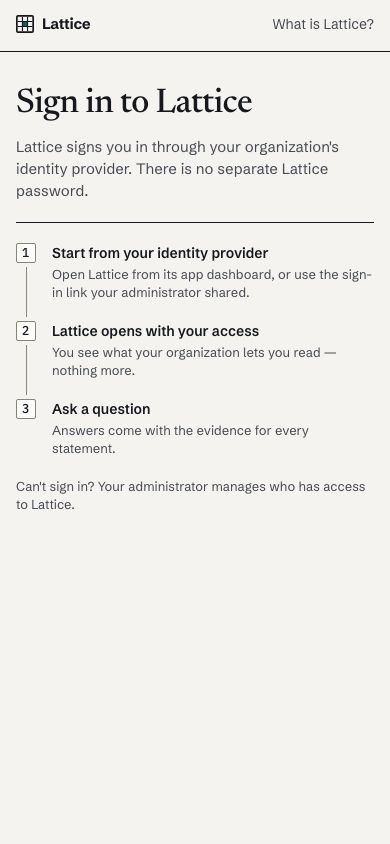 Lattice
What is Lattice?
Sign in to Lattice
Lattice signs you in through your organization's
identity provider. There is no separate Lattice
password.
1
Start from your identity provider
Open Lattice from its app dashboard, or use the sign-
in link your administrator shared.
2
Lattice opens with your access
You see what your organization lets you read —
nothing more.
3
Ask a question
Answers come with the evidence for every
statement.
Can't sign in? Your administrator manages who has access
to Lattice.